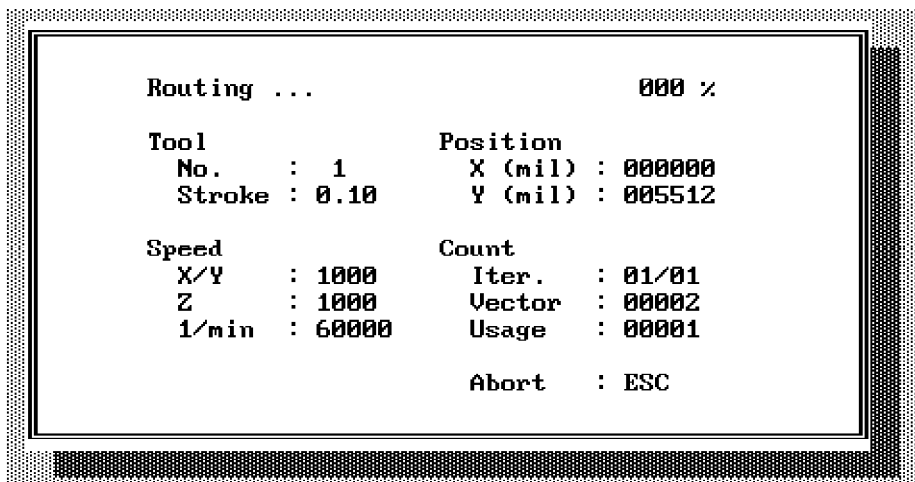 Routing ... 000 %
Tool Position
No. : 1 X (mil) : 000000
Stroke : 0.10 Y (mil) : 005512
Speed Count
X/Y : 1000 Iter. : 01/01
Z : 1000 Vector : 00002
1/min : 60000 Usage : 00001
Abort : ESC